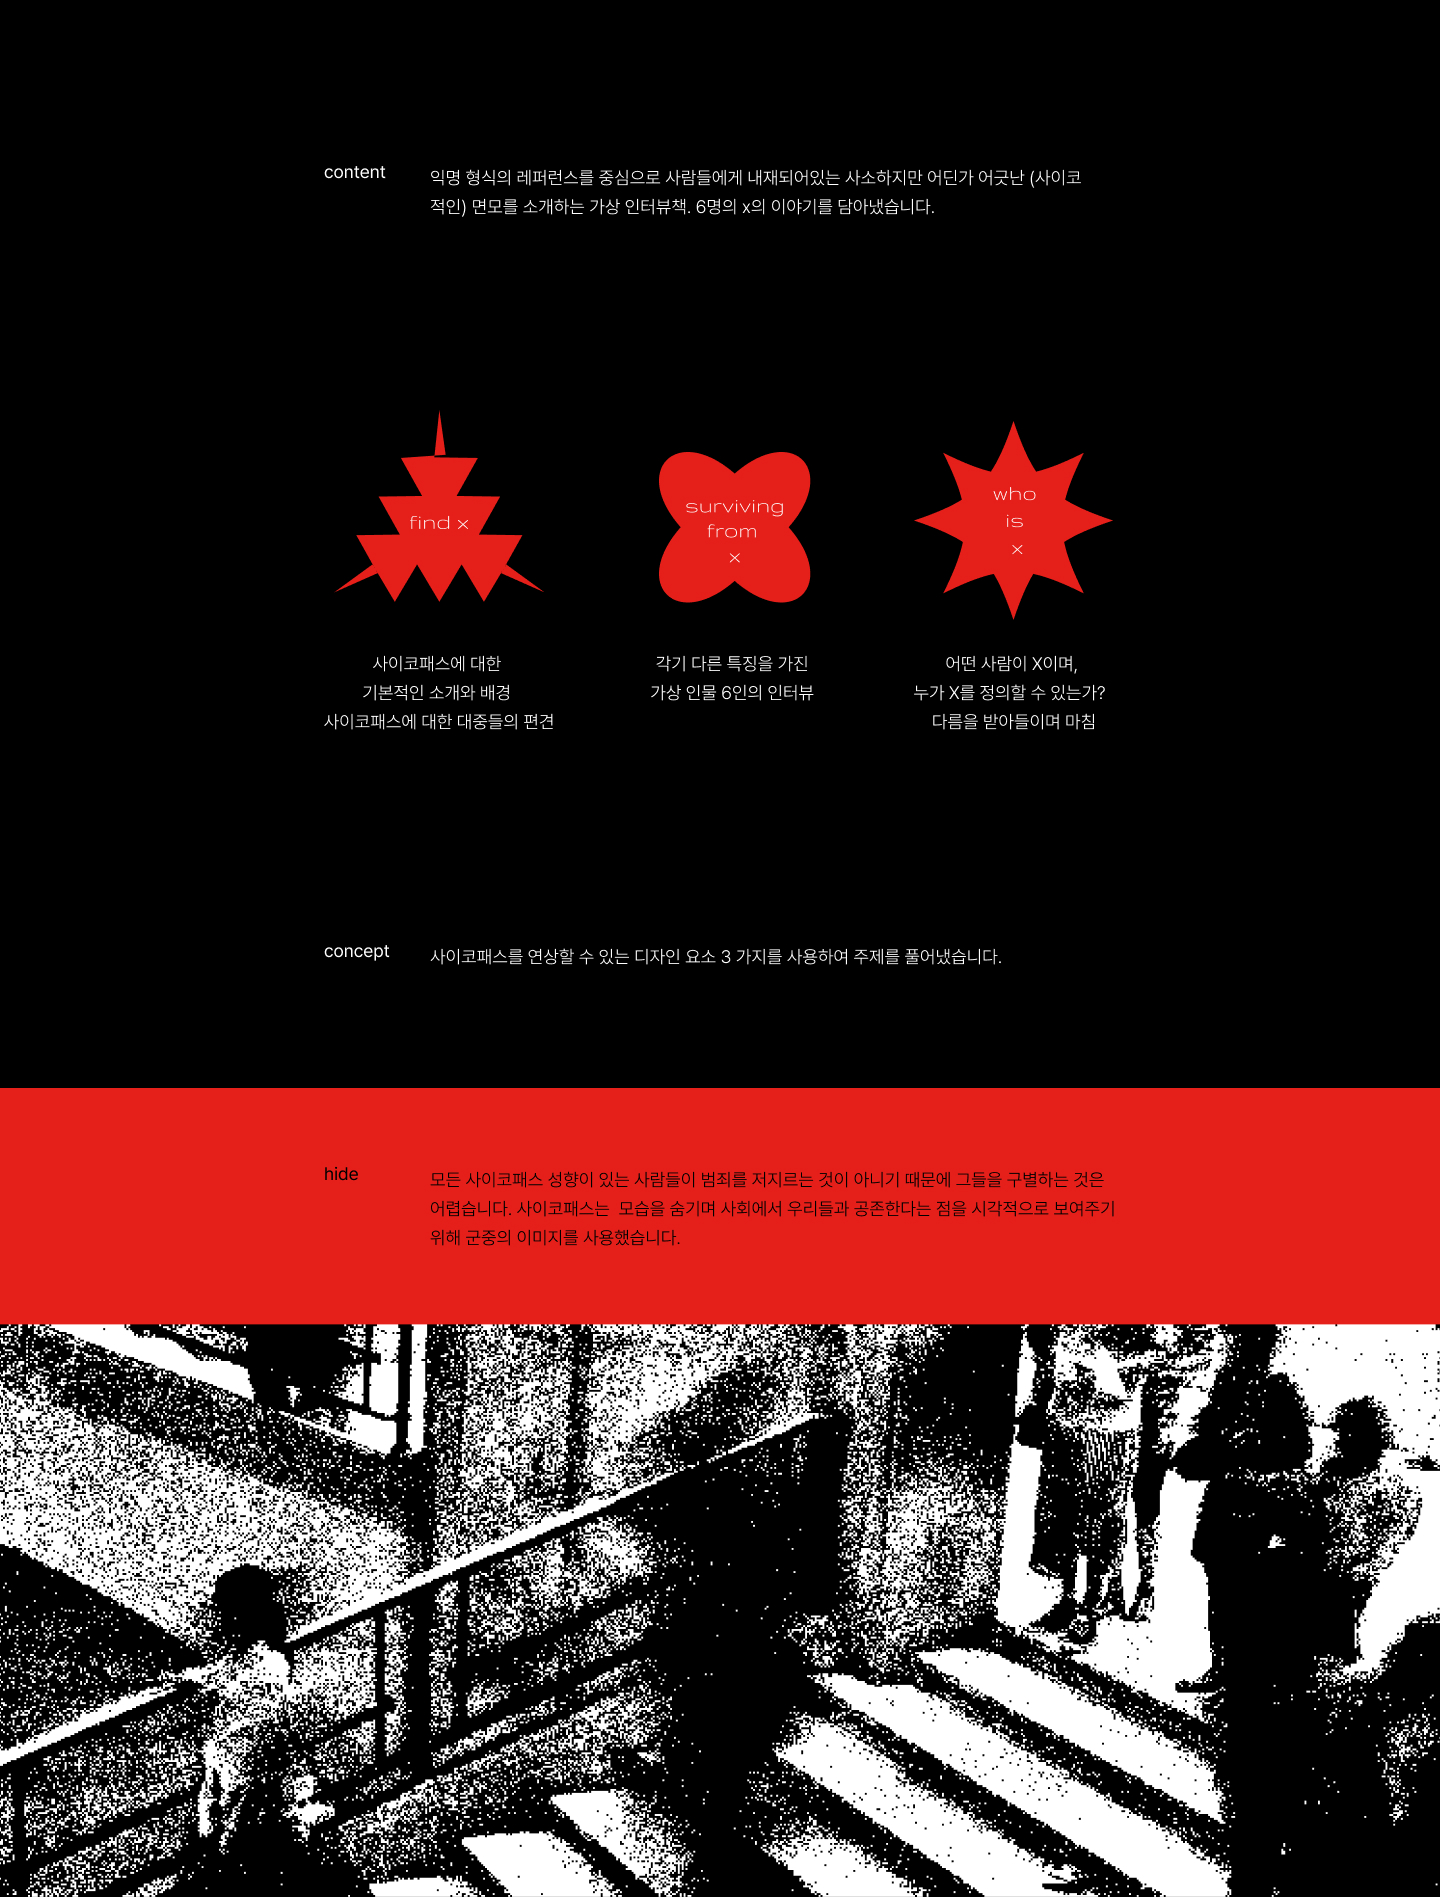 content
익명 형식의 레퍼런스를 중심으로 사람들에게 내재되어있는 사소하지만 어딘가 어긋난 (사이코
적인) 면모를 소개하는 가상 인터뷰책. 6명의 x의 이야기를 담아냈습니다.
find x
surviving
from
x
who
is
x
사이코패스에 대한
기본적인 소개와 배경
사이코패스에 대한 대중들의 편견
각기 다른 특징을 가진
가상 인물 6인의 인터뷰
어떤 사람이 X이며,
누가 X를 정의할 수 있는가?
다름을 받아들이며 마침
concept
사이코패스를 연상할 수 있는 디자인 요소 3 가지를 사용하여 주제를 풀어냈습니다.
hide
모든 사이코패스 성향이 있는 사람들이 범죄를 저지르는 것이 아니기 때문에 그들을 구별하는 것은
어렵습니다. 사이코패스는  모습을 숨기며 사회에서 우리들과 공존한다는 점을 시각적으로 보여주기
위해 군중의 이미지를 사용했습니다.